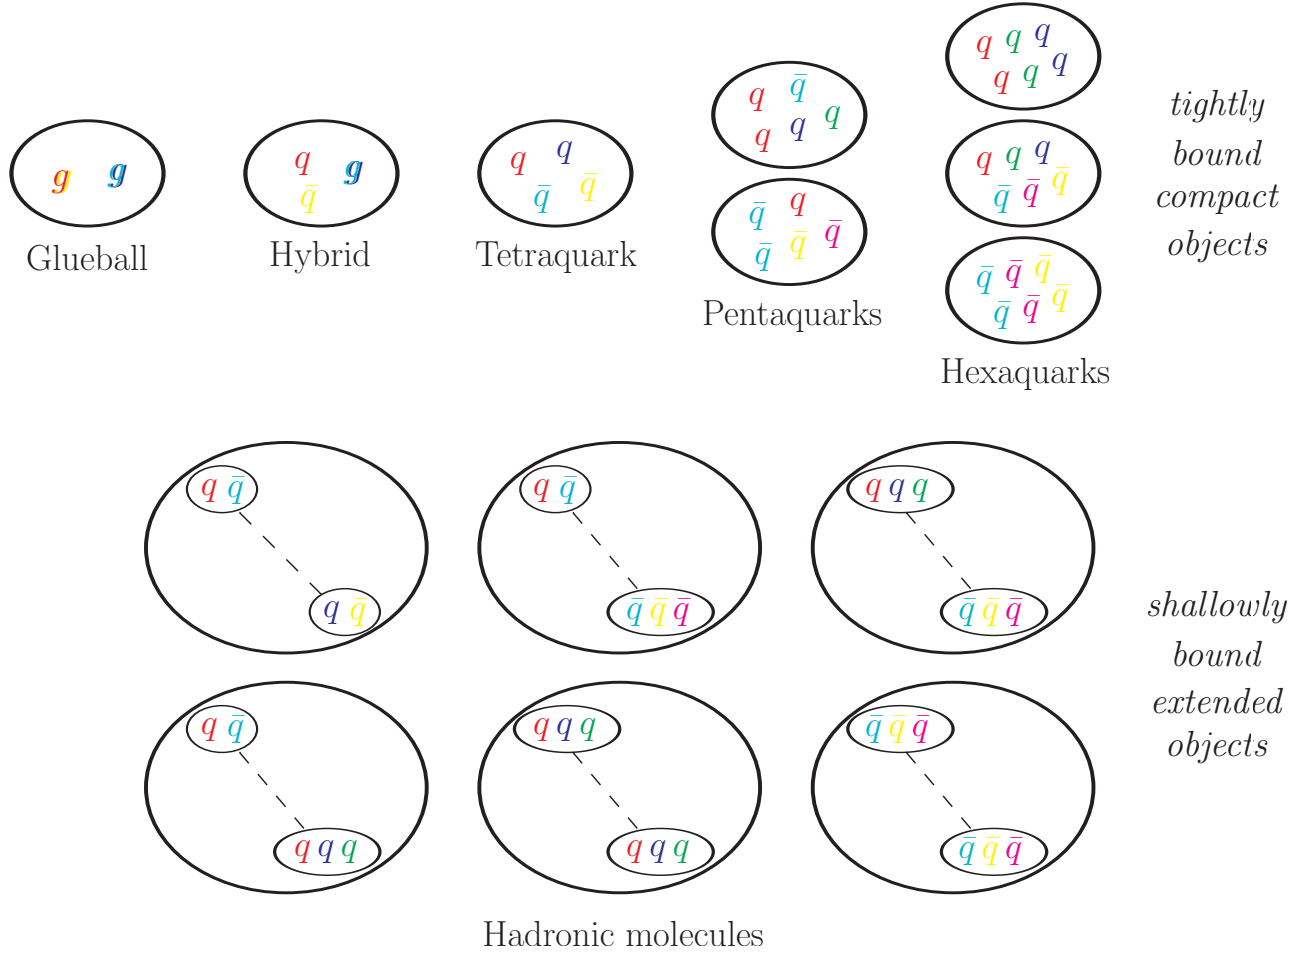 q q q
q q q
q q̄ q
q q
g g
q g
q̄
q q
q̄ q̄
q q q
q̄ q̄ q̄
tightly
bound
compact
objects
Glueball
Hybrid
Tetraquark
q̄ q q̄
q̄ q̄
q̄ q̄ q̄
q̄ q̄ q̄
Pentaquarks
Hexaquarks
q q̄
q q̄
q q q
q q̄
q̄ q̄ q̄
q̄ q̄ q̄
q q̄
q q q
q̄ q̄ q̄
q q q
q q q
q̄ q̄ q̄
shallowly
bound
extended
objects
Hadronic molecules